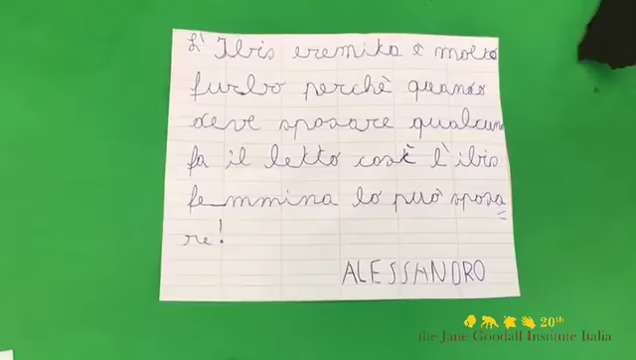 L'Ibis eremita è molto
furbo perchè quando
deve sposare qualcuno
fa il letto così l'ibis
femmina lo può sposa
re!
ALESSANDRO
20th
the Jane Goodall Institute Italia